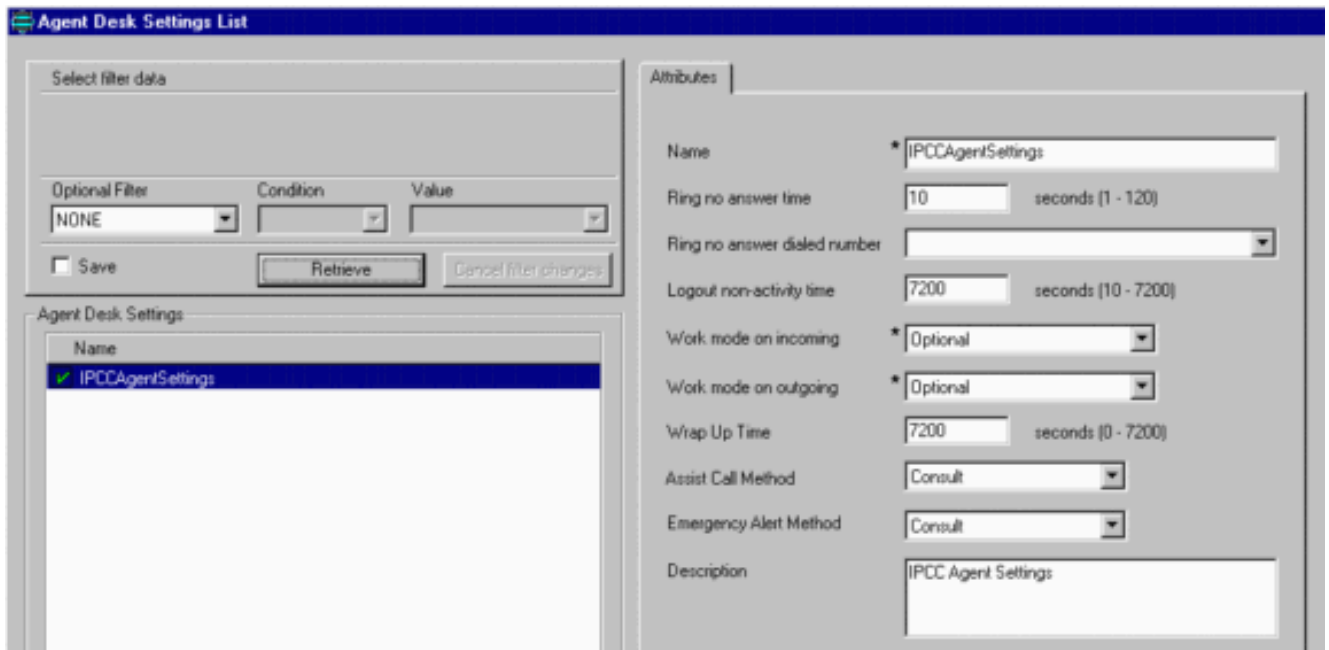 Agent Desk Settings List
Select filter data
Optional Filter Condition Value
NONE
Save Retrieve Cancel filter changes
Agent Desk Settings
Name
IPCCAgentSettings
Attributes
Name * IPCCAgentSettings
Ring no answer time 10 seconds (1 - 120)
Ring no answer dialed number
Logout non-activity time 7200 seconds (10 - 7200)
Work mode on incoming * Optional
Work mode on outgoing * Optional
Wrap Up Time 7200 seconds (0 - 7200)
Assist Call Method Consult
Emergency Alert Method Consult
Description IPCC Agent Settings